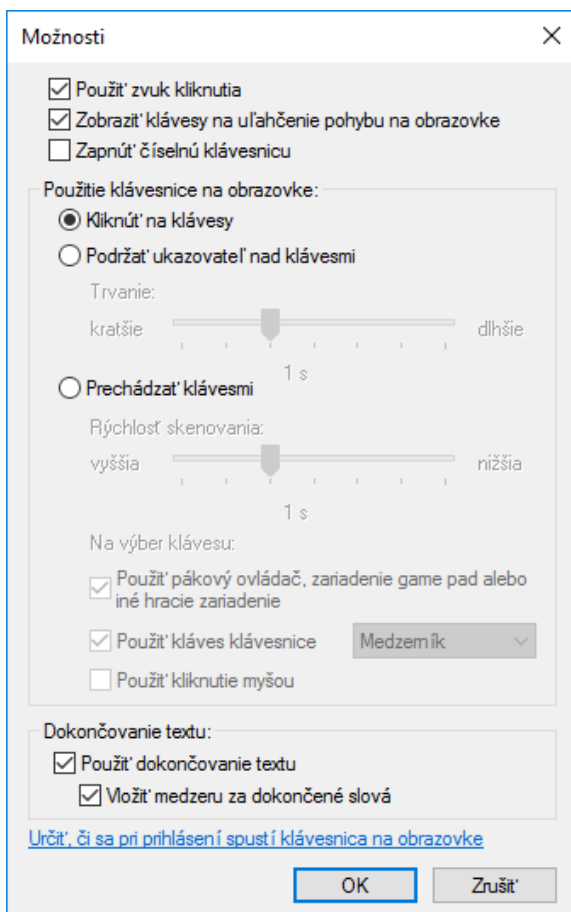 Možnosti
Použiť zvuk kliknutia
Zobraziť klávesy na uľahčenie pohybu na obrazovke
Zapnúť číselnú klávesnicu
Použitie klávesnice na obrazovke:
Kliknúť na klávesy
Podržať ukazovateľ nad klávesmi
Trvanie:
kratšie dlhšie
1 s
Prechádzať klávesmi
Rýchlosť skenovania:
vyššia nižšia
1 s
Na výber klávesu:
Použiť pákový ovládač, zariadenie game pad alebo
iné hracie zariadenie
Použiť kláves klávesnice Medzerník
Použiť kliknutie myšou
Dokončovanie textu:
Použiť dokončovanie textu
Vložiť medzeru za dokončené slová
Určiť, či sa pri prihlásení spustí klávesnica na obrazovke
OK Zrušiť